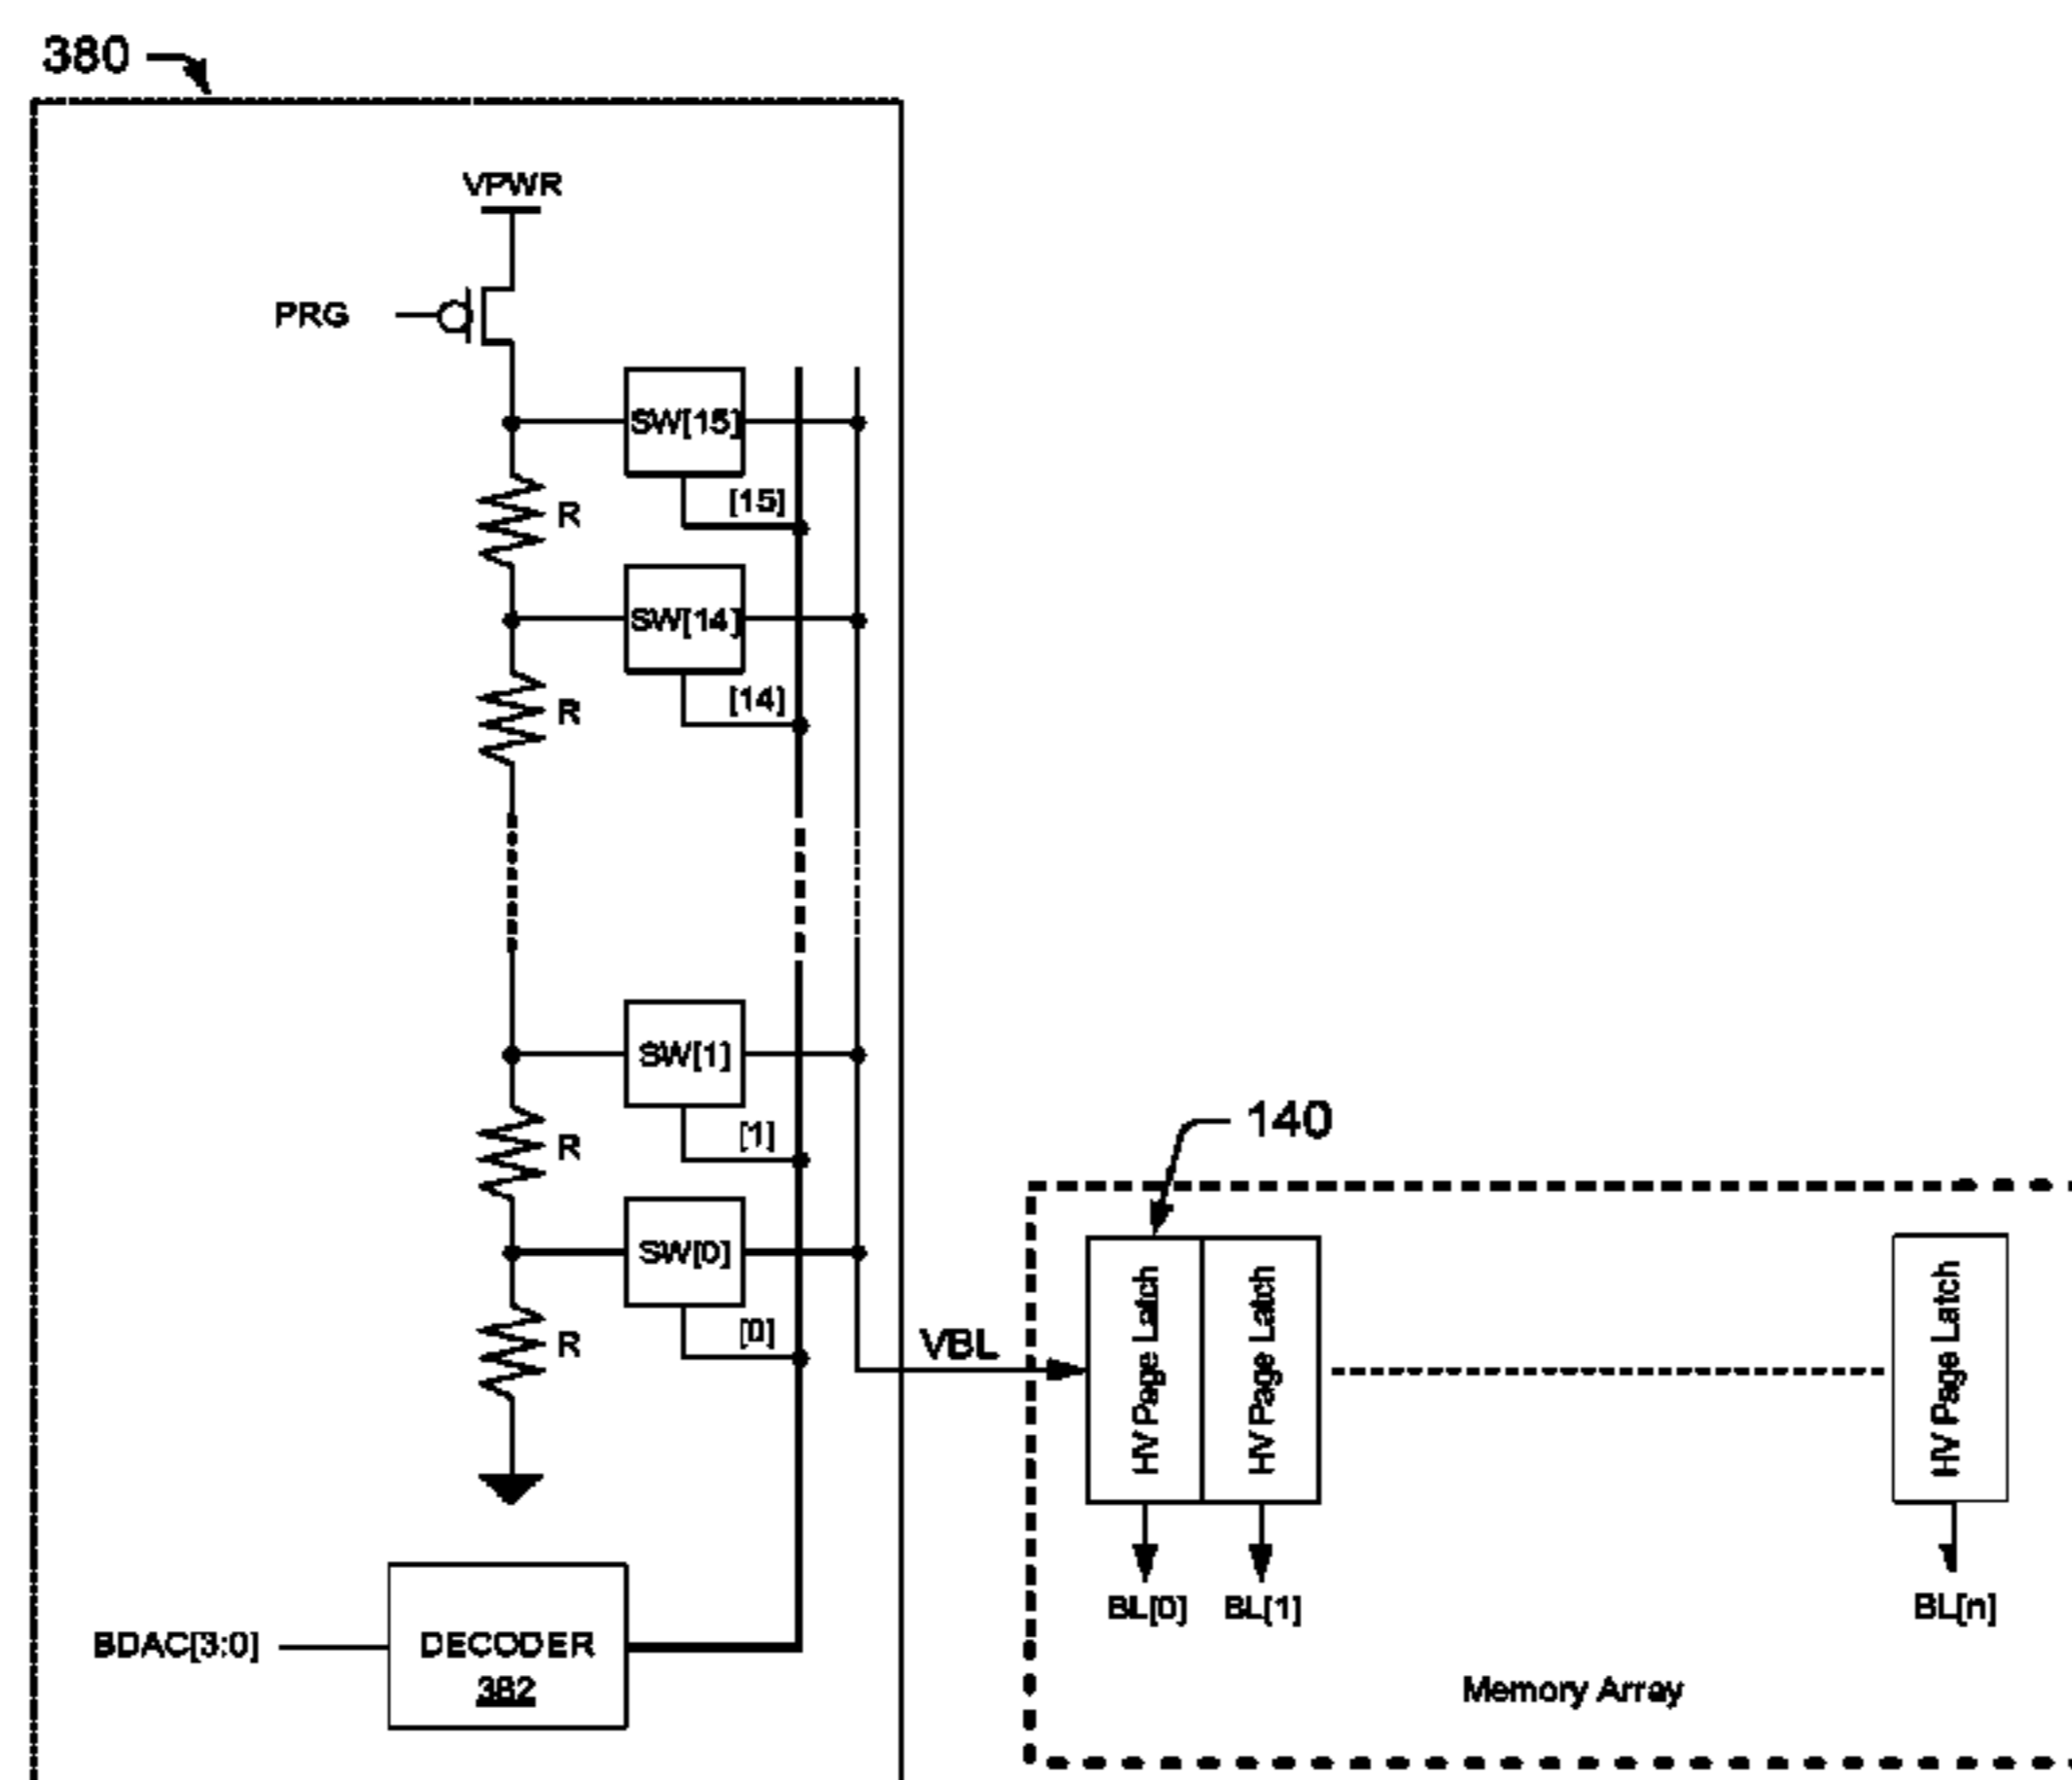 380
VPWR
PRG
SW[15]
[15]
R
SW[14]
[14]
R
SW[1]
[1]
R
SW[0]
[0]
R
VBL
140
HV Page Latch
HV Page Latch
HV Page Latch
BL[0]
BL[1]
BL[n]
BDAC[3:0]
DECODER
382
Memory Array